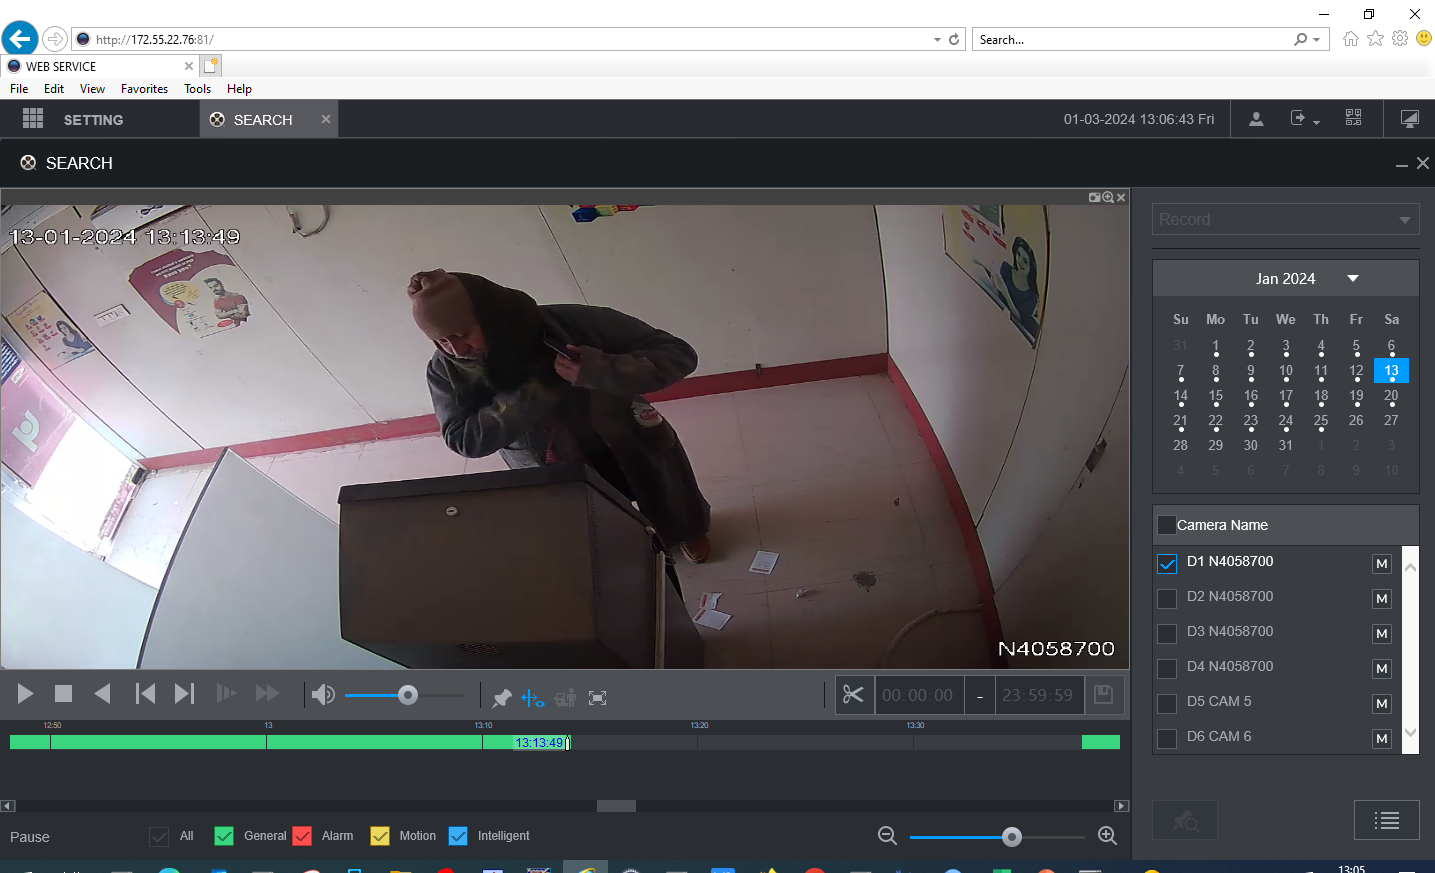 http://172.55.22.76:81/
Search...
WEB SERVICE
File Edit View Favorites Tools Help
SETTING
SEARCH
01-03-2024 13:06:43 Fri
SEARCH
13-01-2024 13:13:49
Have you?
N4058700
Record
Jan 2024
Su Mo Tu We Th Fr Sa
31 1 2 3 4 5 6
7 8 9 10 11 12 13
14 15 16 17 18 19 20
21 22 23 24 25 26 27
28 29 30 31 1 2 3
4 5 6 7 8 9 10
Camera Name
D1 N4058700 M
D2 N4058700 M
D3 N4058700 M
D4 N4058700 M
D5 CAM 5 M
D6 CAM 6 M
00:00:00 - 23:59:59
12:50 13 13:10 13:20 13:30
13:13:49
Pause
All General Alarm Motion Intelligent
13:05